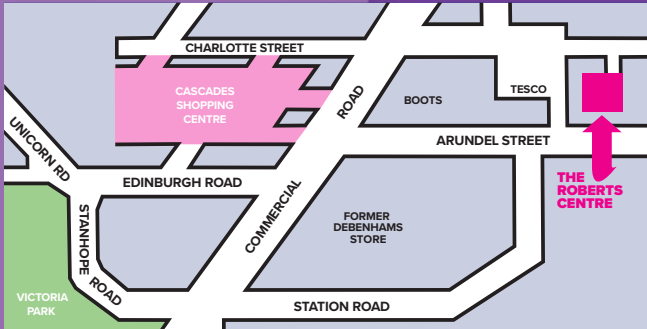 CHARLOTTE STREET
CASCADES
SHOPPING
CENTRE
ROAD
BOOTS
TESCO
UNICORN RD
ARUNDEL STREET
EDINBURGH ROAD
THE
ROBERTS
CENTRE
COMMERCIAL
STANHOPE
ROAD
FORMER
DEBENHAMS
STORE
VICTORIA
PARK
STATION ROAD